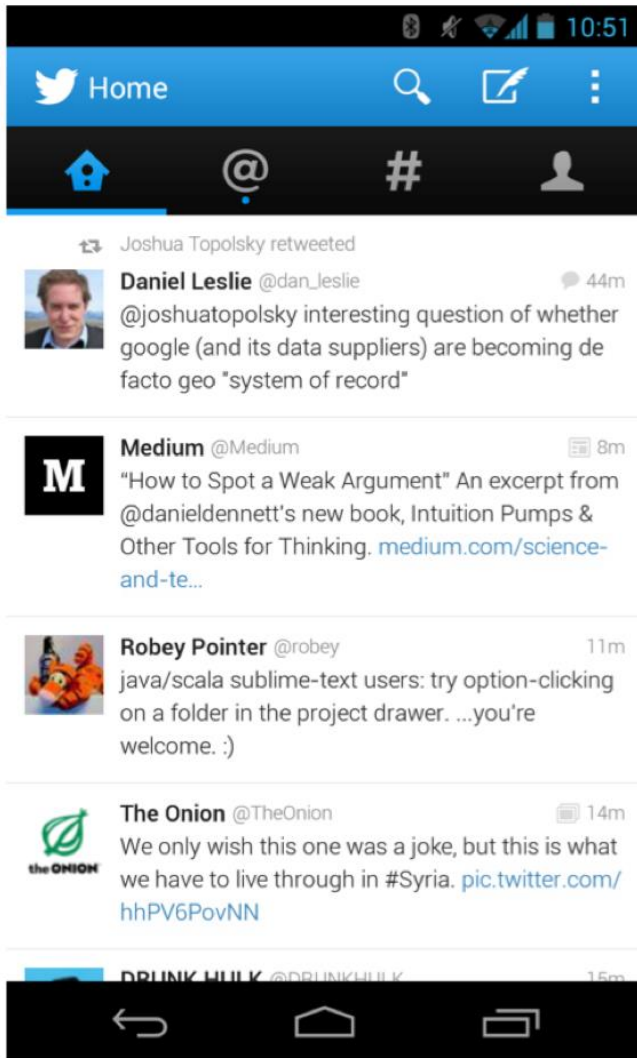 10:51
Home
@
#
Joshua Topolsky retweeted
Daniel Leslie @dan_leslie 44m
@joshuatopolsky interesting question of whether
google (and its data suppliers) are becoming de
facto geo "system of record"
M
Medium @Medium 8m
“How to Spot a Weak Argument” An excerpt from
@danieldennett's new book, Intuition Pumps &
Other Tools for Thinking. medium.com/science-
and-te...
Robey Pointer @robey 11m
java/scala sublime-text users: try option-clicking
on a folder in the project drawer. ...you're
welcome. :)
the ONION
The Onion @TheOnion 14m
We only wish this one was a joke, but this is what
we have to live through in #Syria. pic.twitter.com/
hhPV6PovNN
DRUNK HULK @DRUNKHULK 15m